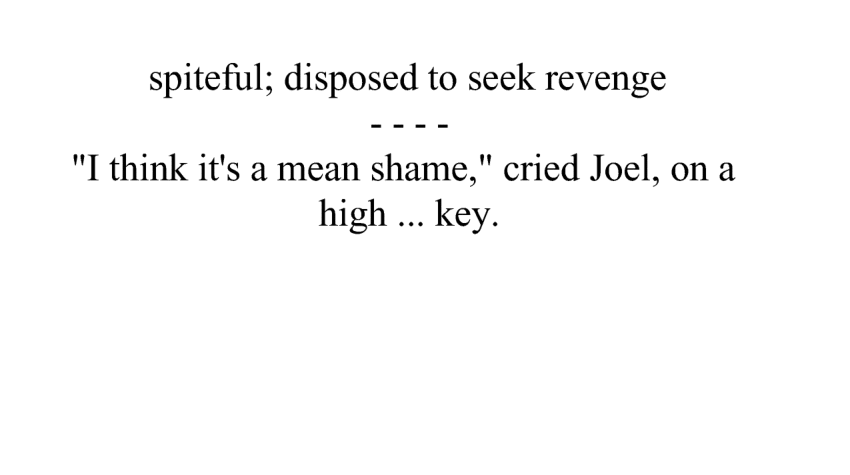 spiteful; disposed to seek revenge
- - - -
"I think it's a mean shame," cried Joel, on a
high ... key.